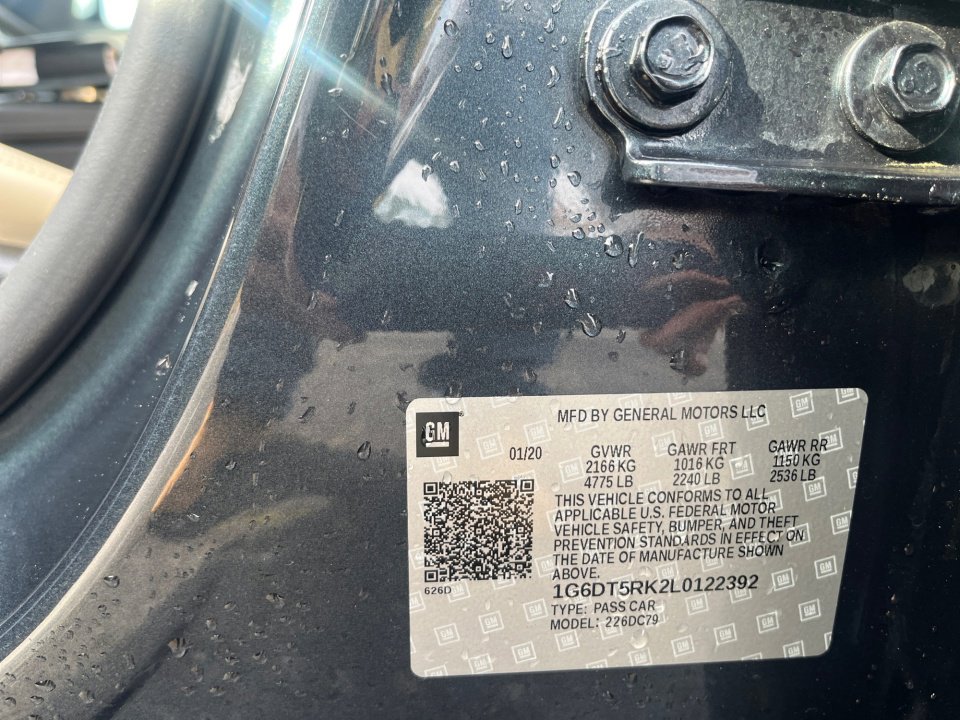 GM
MFD BY GENERAL MOTORS LLC
01/20 GVWR GAWR FRT GAWR RR
2166 KG 1016 KG 1150 KG
4775 LB 2240 LB 2536 LB
THIS VEHICLE CONFORMS TO ALL
APPLICABLE U.S. FEDERAL MOTOR
VEHICLE SAFETY, BUMPER, AND THEFT
PREVENTION STANDARDS IN EFFECT ON
THE DATE OF MANUFACTURE SHOWN
ABOVE.
626D
1G6DT5RK2L0122392
TYPE: PASS CAR
MODEL: 226DC79